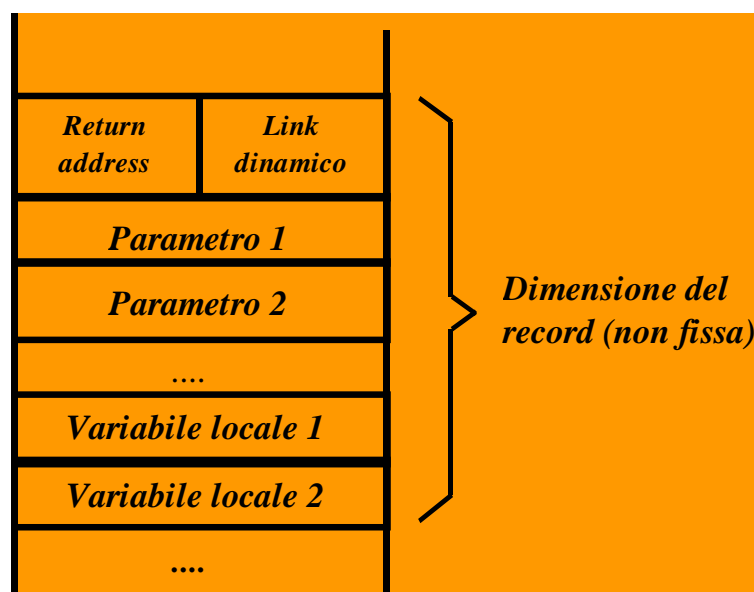 Return
address
Link
dinamico
Parametro 1
Parametro 2
....
Variabile locale 1
Variabile locale 2
....
Dimensione del
record (non fissa)